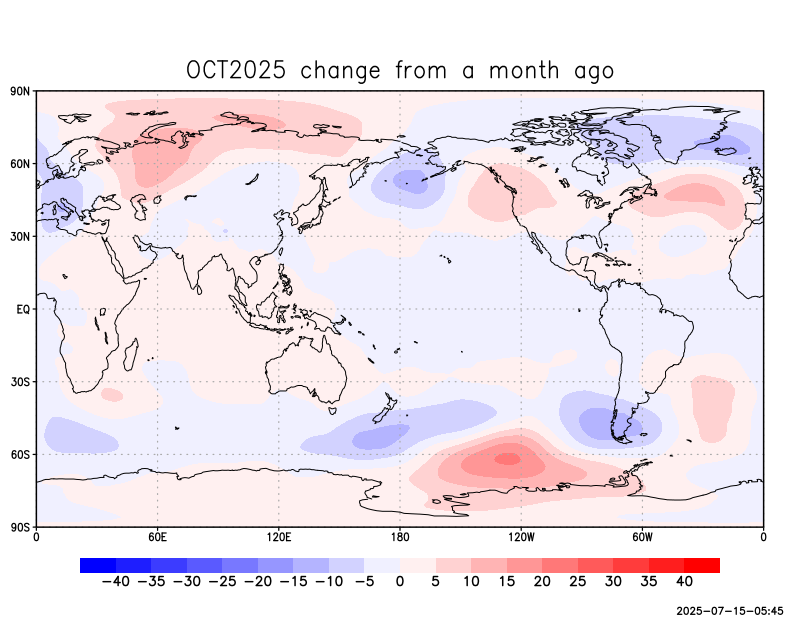 OCT2025 change from a month ago
90N
60N
30N
EQ
30S
60S
90S
0 60E 120E 180 120W 60W 0
−40 −35 −30 −25 −20 −15 −10 −5 0 5 10 15 20 25 30 35 40
2025-07-15-05:45